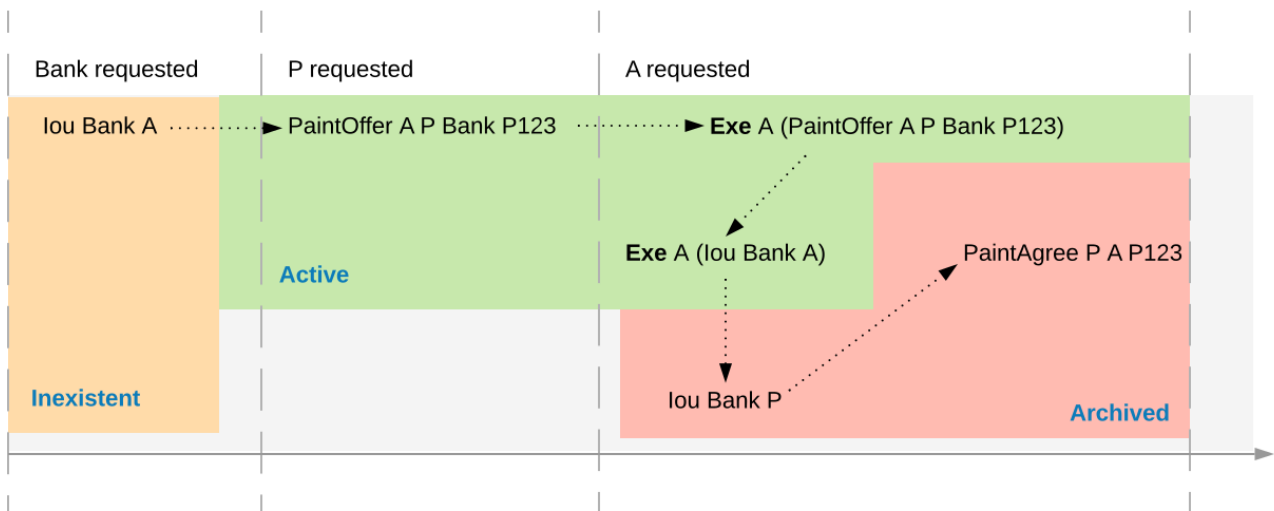 Bank requested
P requested
A requested
Iou Bank A
PaintOffer A P Bank P123
Exe A (PaintOffer A P Bank P123)
Exe A (Iou Bank A)
PaintAgree P A P123
Active
Inexistent
Iou Bank P
Archived